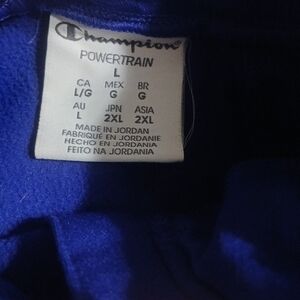 Champion
POWERTRAIN
L
CA MEX BR
L/G G G
AU JPN ASIA
L 2XL 2XL
MADE IN JORDAN
FABRIQUÉ EN JORDANIE
HECHO EN JORDANIA
FEITO NA JORDANIA